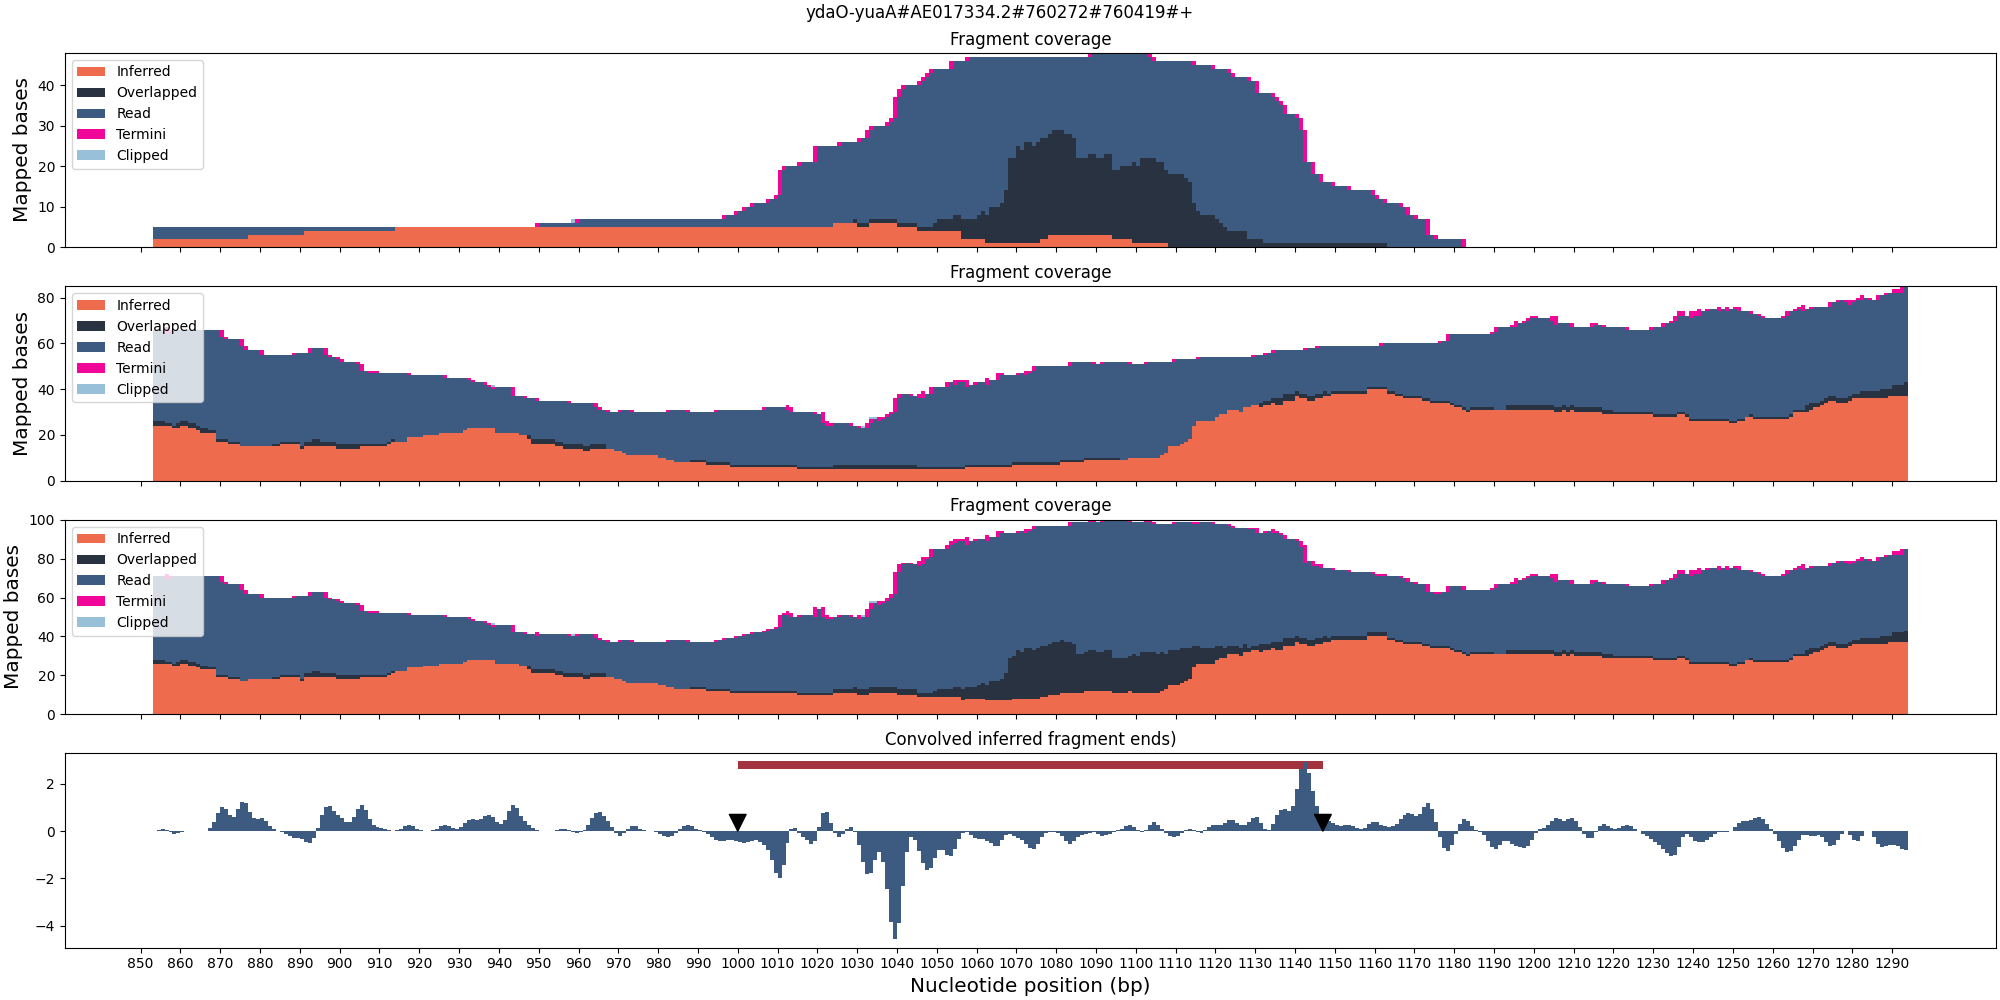 ydaO-yuaA#AE017334.2#760272#760419#+
Fragment coverage
Mapped bases
40
30
20
10
0
Inferred
Overlapped
Read
Termini
Clipped
Fragment coverage
Mapped bases
80
60
40
20
0
Inferred
Overlapped
Read
Termini
Clipped
Fragment coverage
Mapped bases
100
80
60
40
20
0
Inferred
Overlapped
Read
Termini
Clipped
Convolved inferred fragment ends)
2
0
−2
−4
850 860 870 880 890 900 910 920 930 940 950 960 970 980 990 1000 1010 1020 1030 1040 1050 1060 1070 1080 1090 1100 1110 1120 1130 1140 1150 1160 1170 1180 1190 1200 1210 1220 1230 1240 1250 1260 1270 1280 1290
Nucleotide position (bp)